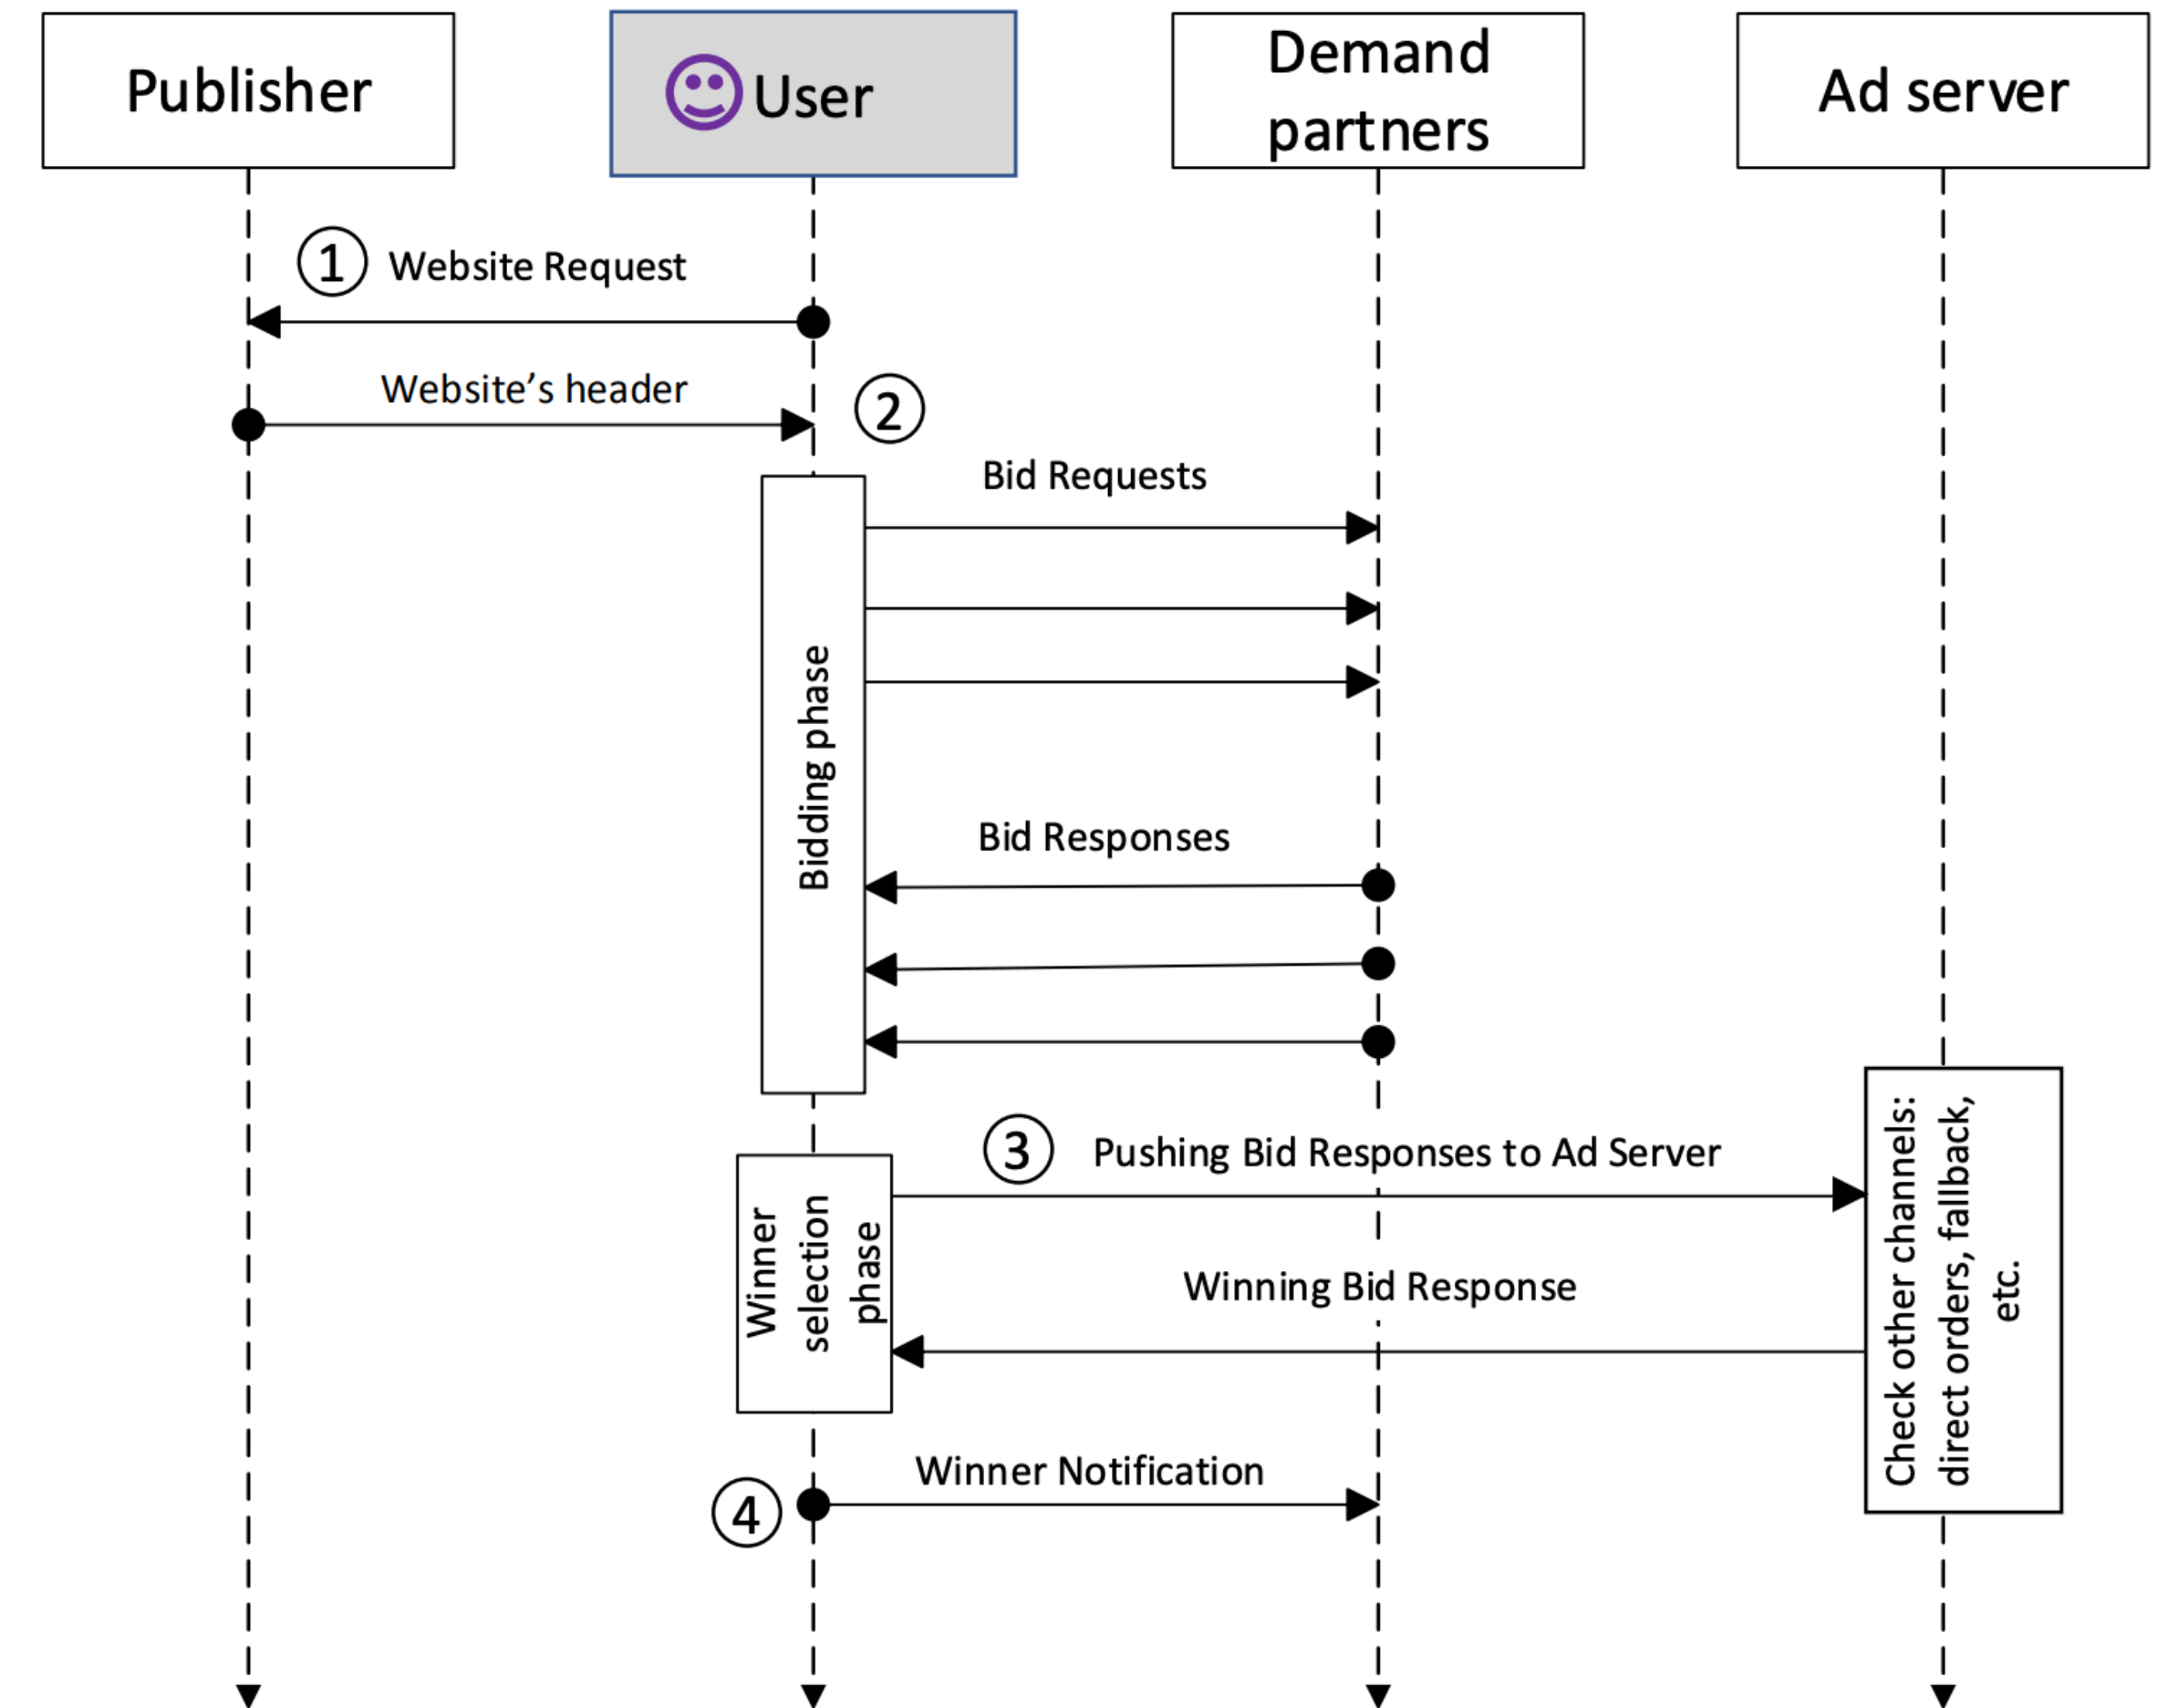 Publisher
User
Demand
partners
Ad server
1
Website Request
Website’s header
2
Bid Requests
Bidding phase
Bid Responses
3
Pushing Bid Responses to Ad Server
Winner
selection
phase
Winning Bid Response
Check other channels:
direct orders, fallback,
etc.
Winner Notification
4